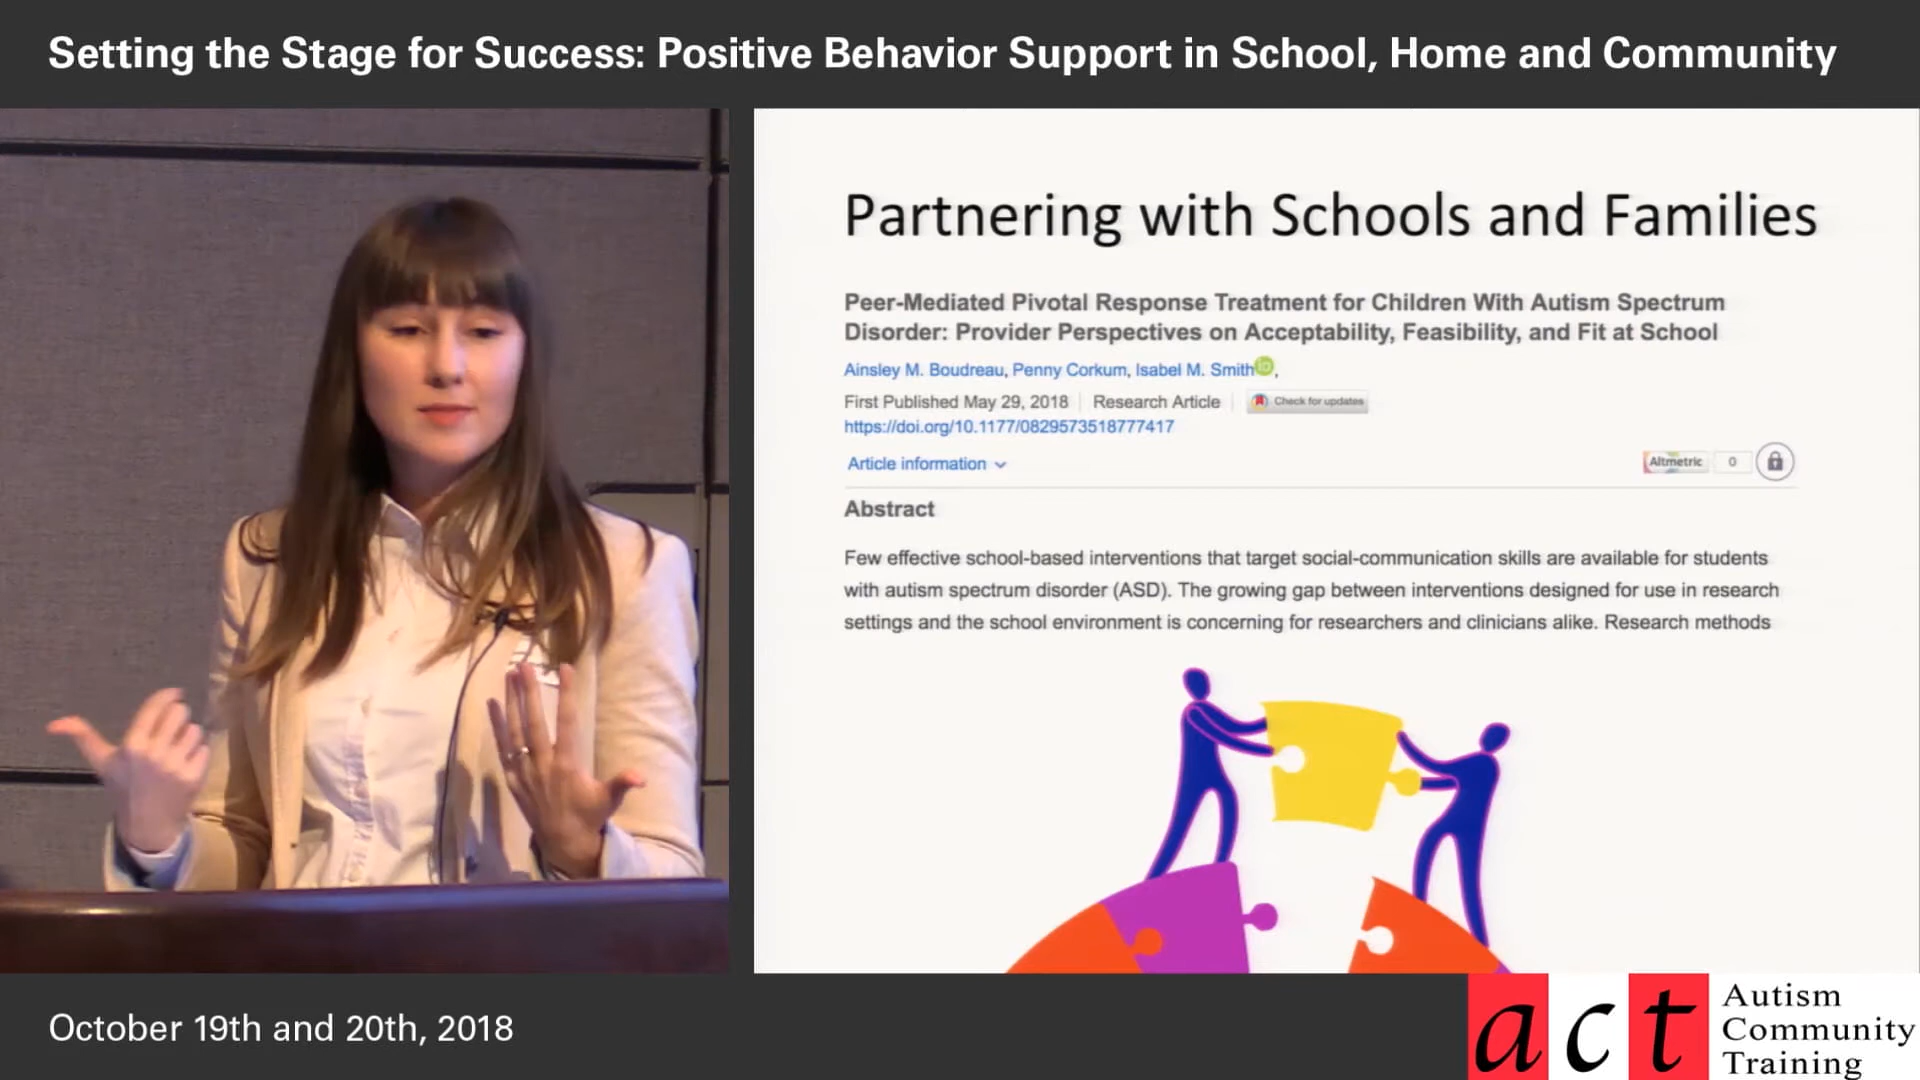 Setting the Stage for Success: Positive Behavior Support in School, Home and Community
Partnering with Schools and Families
Peer-Mediated Pivotal Response Treatment for Children With Autism Spectrum
Disorder: Provider Perspectives on Acceptability, Feasibility, and Fit at School
Ainsley M. Boudreau, Penny Corkum, Isabel M. Smith iD,
First Published May 29, 2018 | Research Article | Check for updates
https://doi.org/10.1177/0829573518777417
Article information
Altmetric 0
Abstract
Few effective school-based interventions that target social-communication skills are available for students
with autism spectrum disorder (ASD). The growing gap between interventions designed for use in research
settings and the school environment is concerning for researchers and clinicians alike. Research methods
October 19th and 20th, 2018
act
Autism
Community
Training